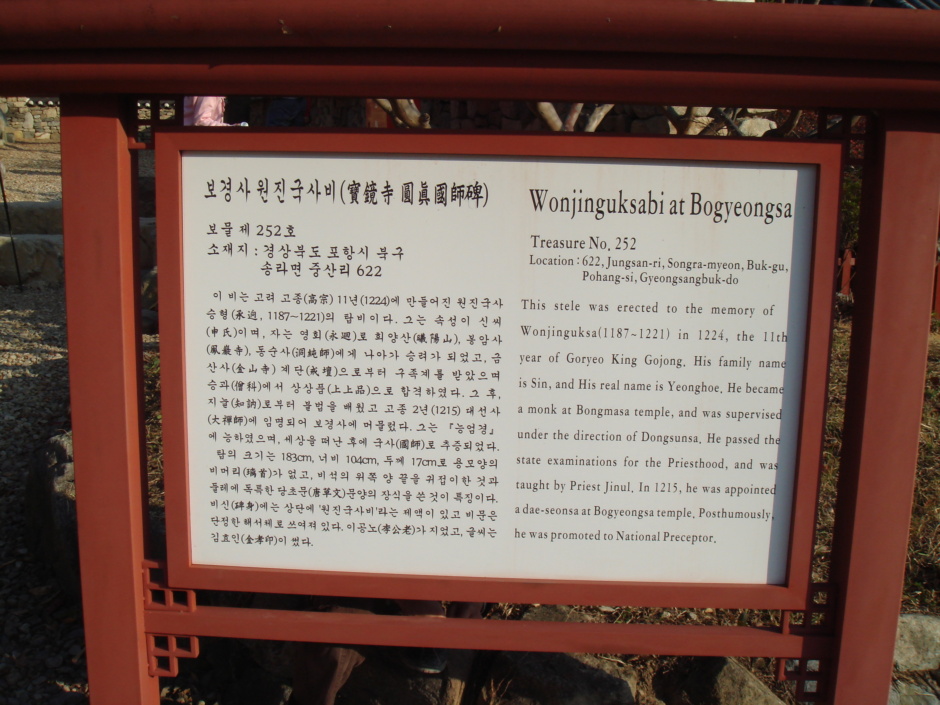 보경사 원진국사비(寶鏡寺 圓眞國師碑)
보물 제 252호
소재지 : 경상북도 포항시 북구
송라면 중산리 622
이 비는 고려 고종(高宗) 11년(1224)에 만들어진 원진국사
승형(承逈, 1187~1221)의 탑비이다. 그는 속성이 신씨
(申氏)이며, 자는 영회(永迴)로 희양산(曦陽山), 봉암사
(鳳巖寺), 동순사(洞純師)에게 나아가 승려가 되었고, 금
산사(金山寺) 계단(戒壇)으로부터 구족계를 받았으며
승과(僧科)에서 상상품(上上品)으로 합격하였다. 그 후,
지눌(知訥)로부터 불법을 배웠고 고종 2년(1215) 대선사
(大禪師)에 임명되어 보경사에 머물렀다. 그는 『능엄경』
에 능하였으며, 세상을 떠난 후에 국사(國師)로 추증되었다.
탑의 크기는 183cm, 너비 104cm, 두께 17cm로 용모양의
비머리(螭首)가 없고, 비석의 위쪽 양 끝을 귀접이한 것과
둘레에 독특한 당초문(唐草文)문양의 장식을 쓴 것이 특징이다.
비신(碑身)에는 상단에 '원진국사비'라는 제액이 있고 비문은
단정한 해서체로 쓰여져 있다. 이공노(李公老)가 지었고, 글씨는
김효인(金孝印)이 썼다.
Wonjinguksabi at Bogyeongsa
Treasure No. 252
Location : 622, Jungsan-ri, Songra-myeon, Buk-gu,
Pohang-si, Gyeongsangbuk-do
This stele was erected to the memory of
Wonjinguksa(1187~1221) in 1224, the 11th
year of Goryeo King Gojong. His family name
is Sin, and His real name is Yeonghoe. He became
a monk at Bongmasa temple, and was supervised
under the direction of Dongsunsa. He passed the
state examinations for the Priesthood, and was
taught by Priest Jinul. In 1215, he was appointed
a dae-seonsa at Bogyeongsa temple. Posthumously,
he was promoted to National Preceptor.